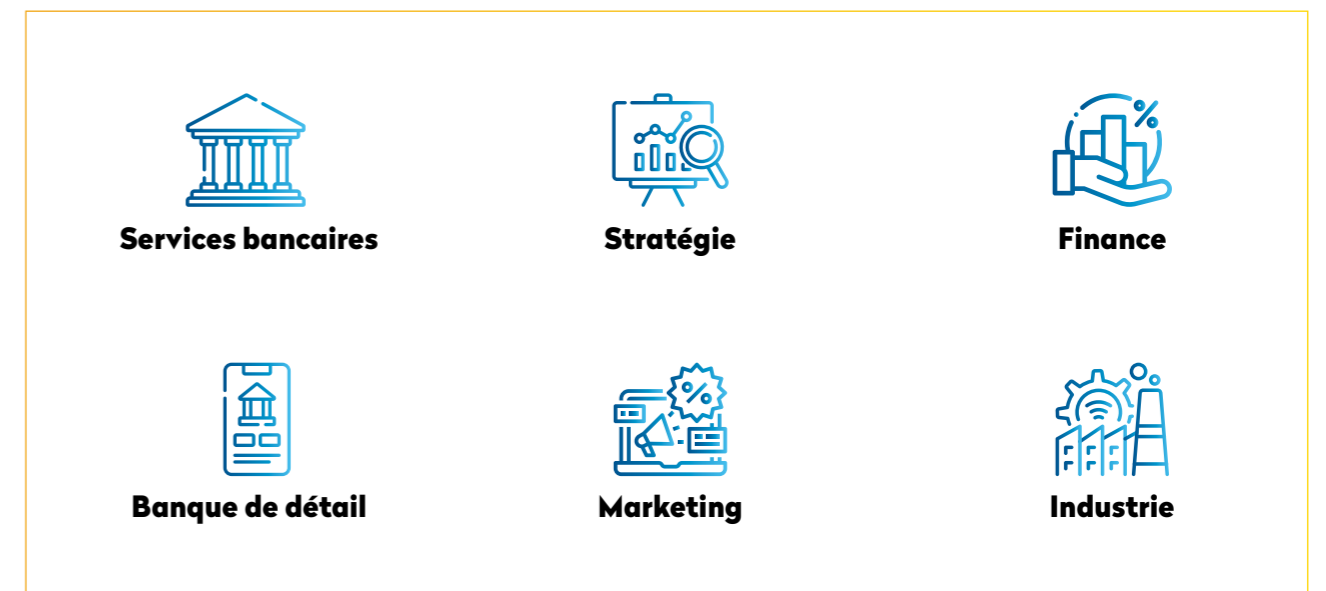 Services bancaires
Stratégie
Finance
Banque de détail
Marketing
Industrie